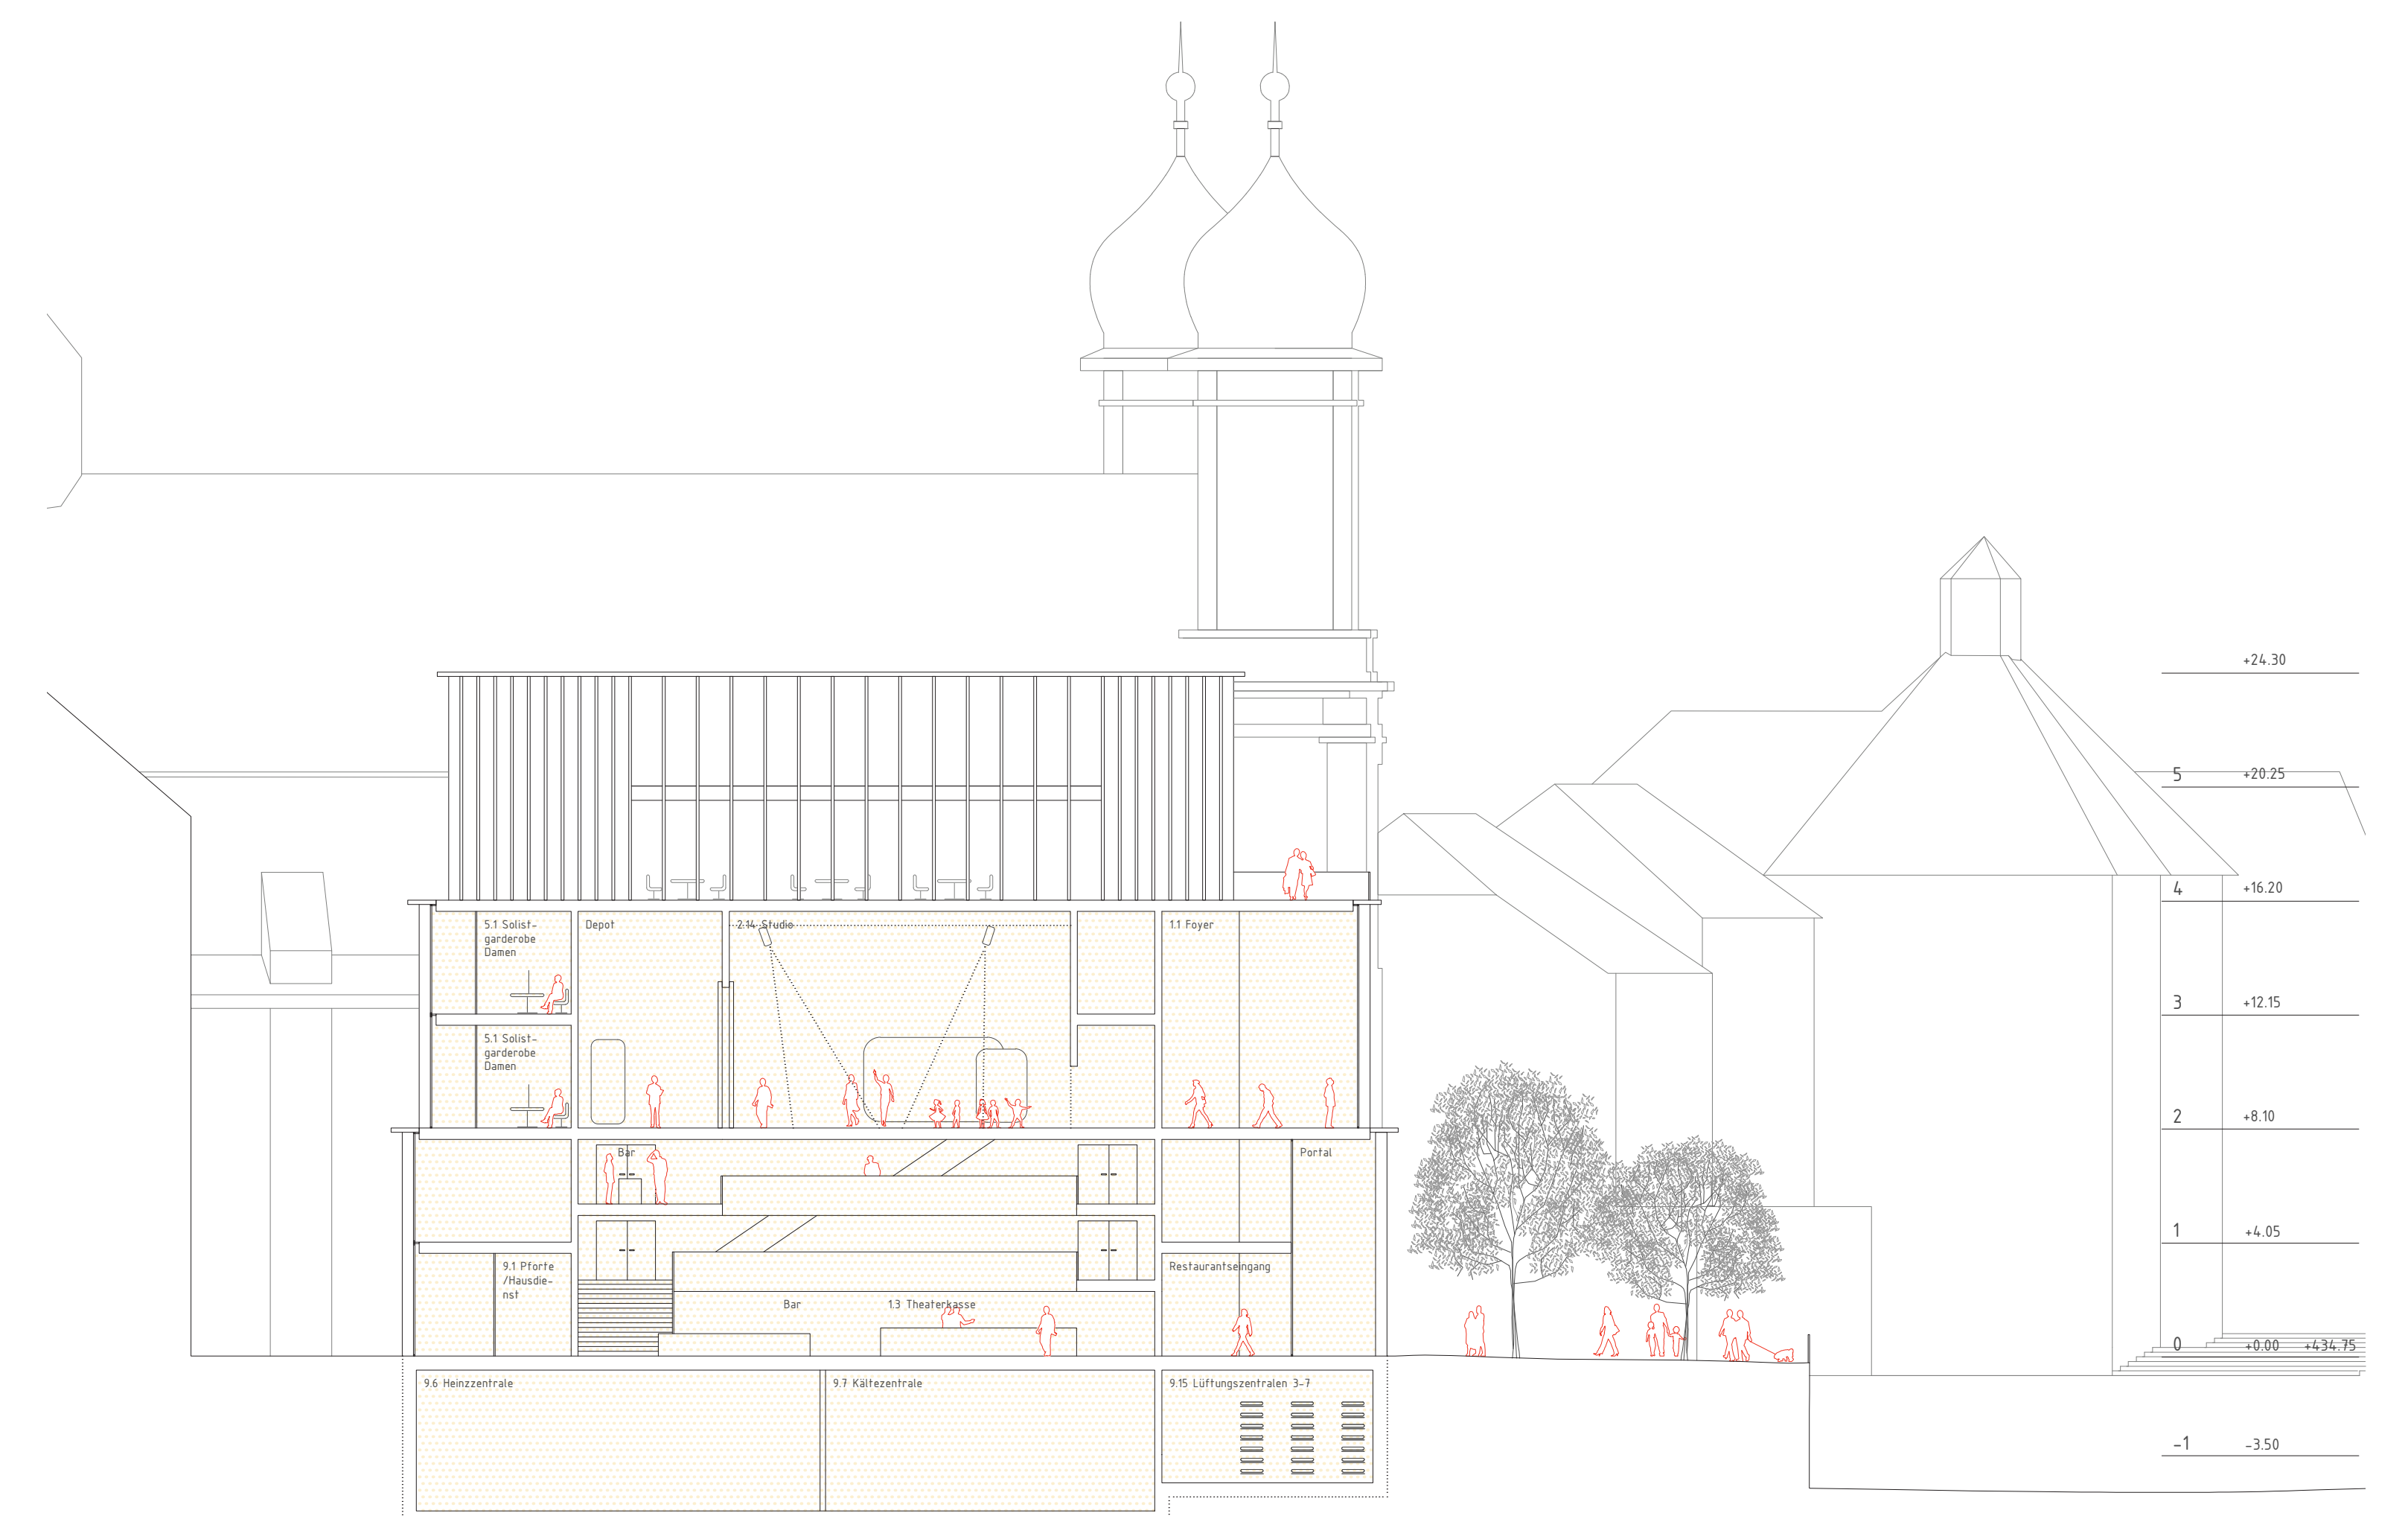 +24.30
5 +20.25
4 +16.20
5.1 Solist-
garderobe
Damen
Depot
2.14 Studio
1.1 Foyer
3 +12.15
5.1 Solist-
garderobe
Damen
2 +8.10
Bar
Portal
1 +4.05
9.1 Pforte
/Hausdie-
nst
Restaurantseingang
Bar
1.3 Theaterkasse
0 +0.00 +434.75
9.6 Heinzzentrale
9.7 Kältezentrale
9.15 Lüftungszentralen 3-7
-1 -3.50